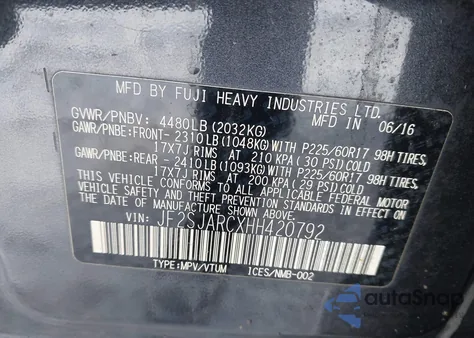 MFD BY FUJI HEAVY INDUSTRIES LTD.
GVWR/PNBV: 4480LB (2032KG) MFD IN 06/16
GAWR/PNBE:FRONT- 2310LB(1048KG)WITH P225/60R17 98H TIRES,
17X7J RIMS AT 210 KPA( 30 PSI)COLD
GAWR/PNBE:REAR - 2410LB(1093KG)WITH P225/60R17 98H TIRES,
17X7J RIMS AT 200 KPA( 29 PSI) COLD
THIS VEHICLE CONFORMS TO ALL APPLICABLE FEDERAL MOTOR
VEHICLE SAFETY BUMPER AND THEFT PREVENTION STANDARDS IN
EFFECT ON THE DATE OF MANUFACTURE SHOWN ABOVE.
VIN: JF2SJARCXHH420792
TYPE:MPV/VTUM ICES/NMB-002
autoSnap